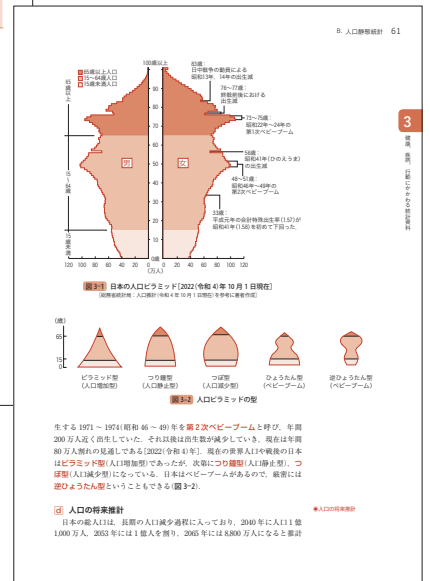 B. 人口静態統計 61
3
健康,疾病,行動にかかわる統計資料
65歳以上人口
15〜64歳人口
15歳未満人口
100歳以上
90
80
70
60
50
40
30
20
10
0
65歳以上
15〜64歳
15歳未満
男
女
83歳:
日中戦争の動員による
昭和13年,14年の出生減
76〜77歳:
終戦前後における
出生減
73〜75歳:
昭和22年〜24年の
第1次ベビーブーム
56歳:
昭和41年(ひのえうま)
の出生減
48〜51歳:
昭和46年〜49年の
第2次ベビーブーム
33歳:
平成元年の合計特殊出生率(1.57)が
昭和41年(1.58)を初めて下回った.
120 100 80 60 40 20 0 0 20 40 60 80 100 120
(万人)
図3-1 日本の人口ピラミッド[2022(令和4)年10月1日現在]
[総務省統計局:人口推計(令和4年10月1日現在)を参考に著者作成]
(歳)
65
15
0
ピラミッド型 つり鐘型 つぼ型 ひょうたん型 逆ひょうたん型
(人口増加型) (人口静止型) (人口減少型) (ベビーブーム) (ベビーブーム)
図3-2 人口ピラミッドの型
生する1971〜1974(昭和46〜49)年を第2次ベビーブームと呼び,年間
200万人近く出生していた.それ以後は出生数が減少していき,現在は年間
80万人割れの見通しである[2022(令和4)年].現在の世界人口や戦後の日本
はピラミッド型(人口増加型)であったが,次第につり鐘型(人口静止型),つ
ぼ型(人口減少型)になっている.日本はベビーブームがあるので,厳密には
逆ひょうたん型ということもできる(図3-2).
d 人口の将来推計
●人口の将来推計
日本の総人口は,長期の人口減少過程に入っており,2040年に人口1億
1,000万人,2053年には1億人を割り,2065年には8,800万人になると推計